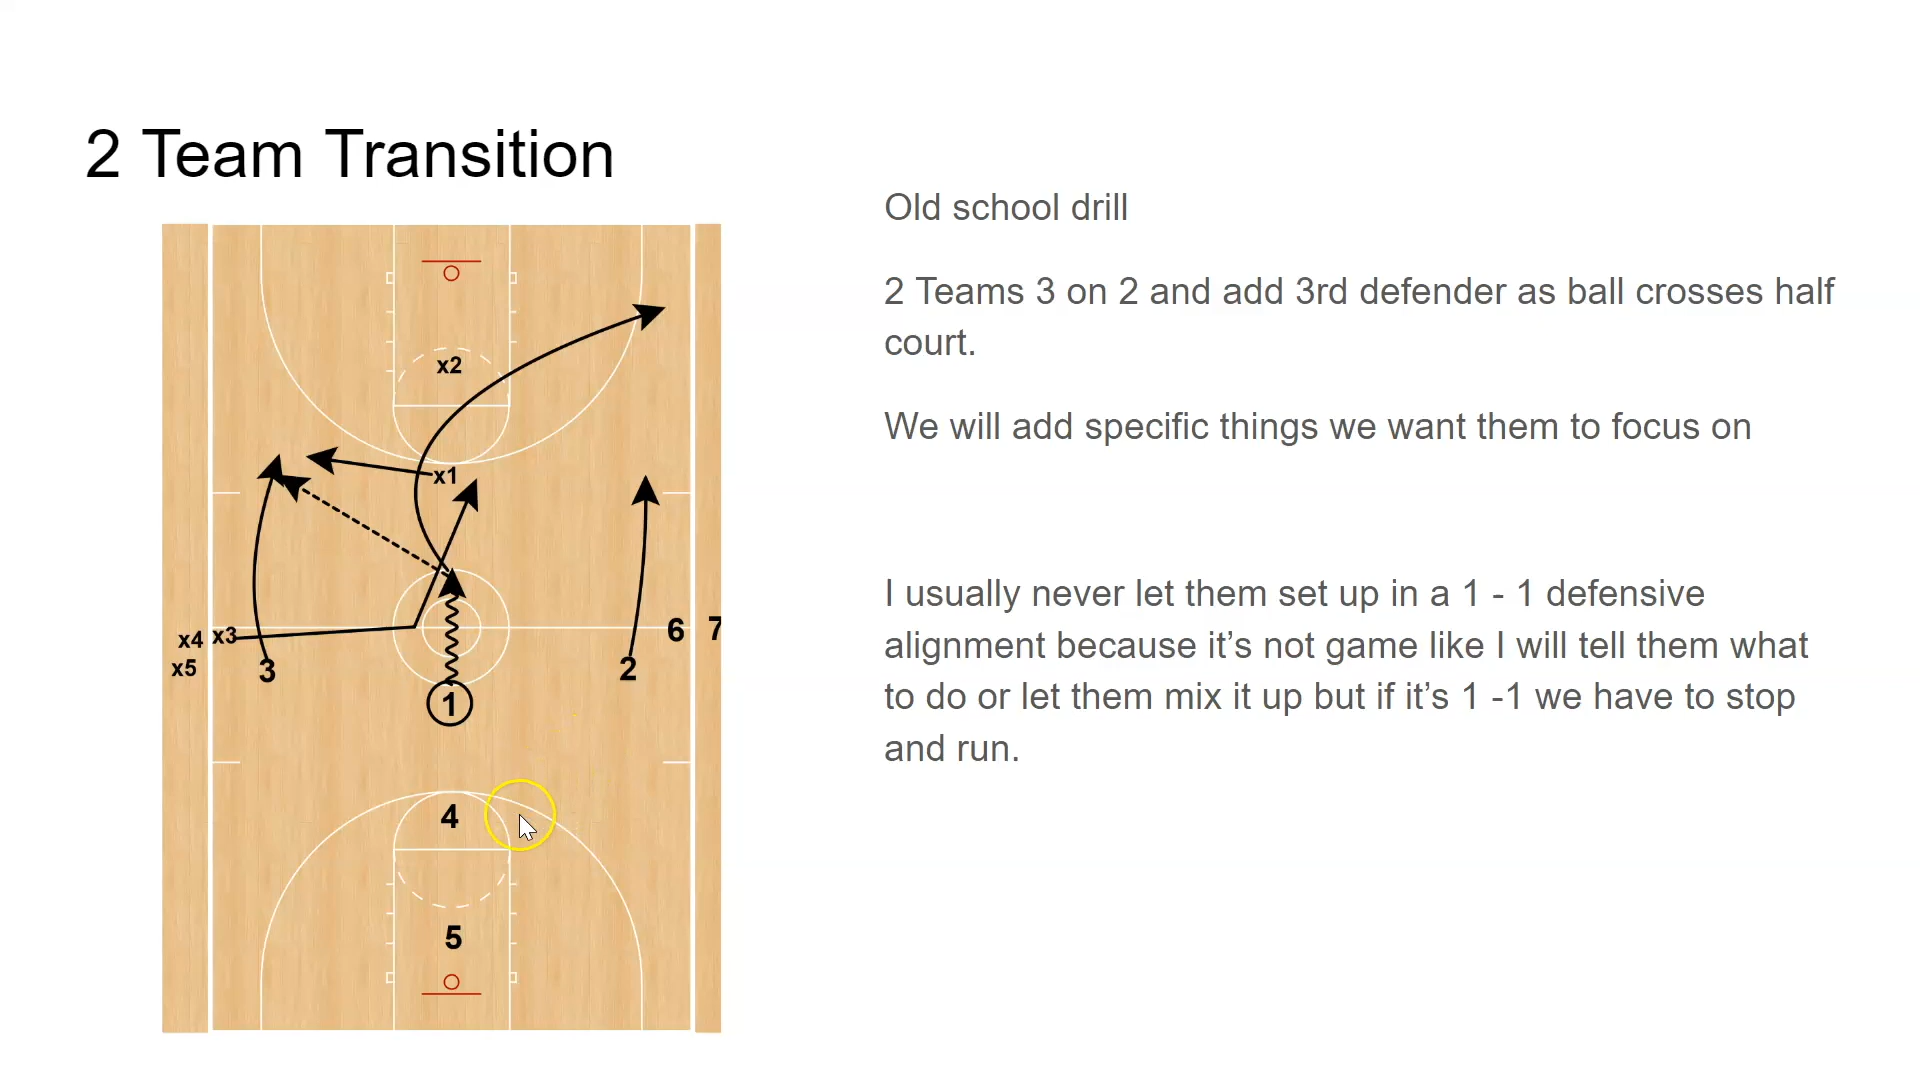 2 Team Transition
Old school drill
2 Teams 3 on 2 and add 3rd defender as ball crosses half
court.
We will add specific things we want them to focus on
I usually never let them set up in a 1 - 1 defensive
alignment because it’s not game like I will tell them what
to do or let them mix it up but if it’s 1 -1 we have to stop
and run.
x2
x1
x4 x3
6 7
x5
3
2
1
4
5